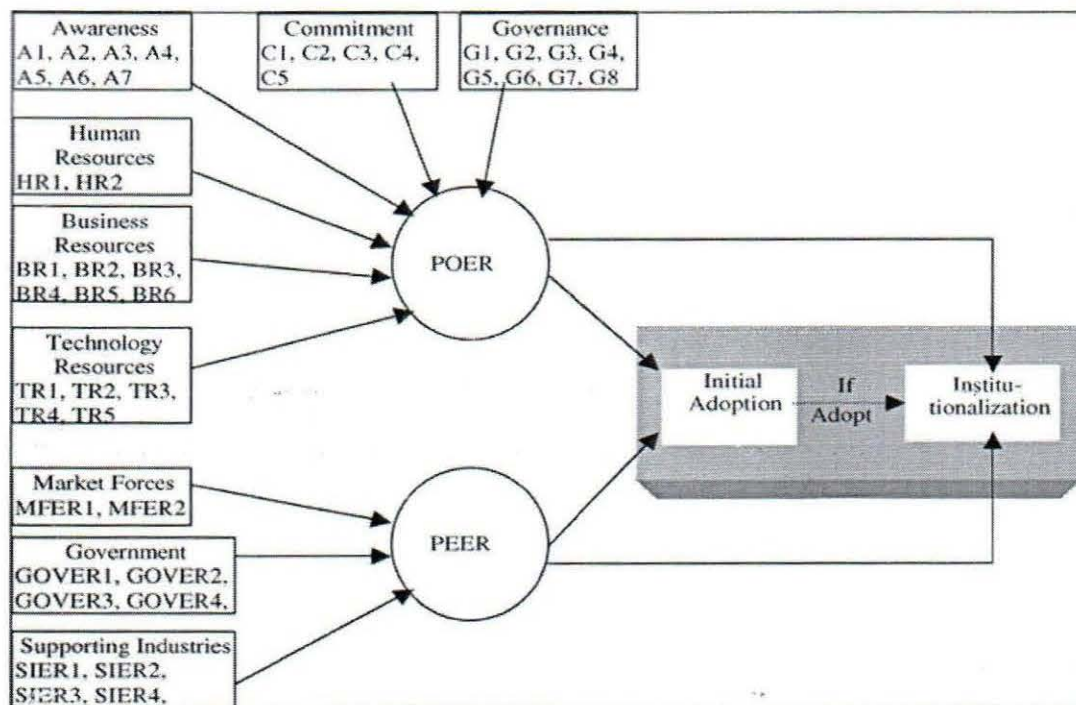 Awareness
A1, A2, A3, A4,
A5, A6, A7
Commitment
C1, C2, C3, C4,
C5
Governance
G1, G2, G3, G4,
G5, G6, G7, G8
Human
Resources
HR1, HR2
Business
Resources
BR1, BR2, BR3,
BR4, BR5, BR6
Technology
Resources
TR1, TR2, TR3,
TR4, TR5
POER
Initial
Adoption
If
Adopt
Institu-
tionalization
Market Forces
MFER1, MFER2
PEER
Government
GOVER1, GOVER2,
GOVER3, GOVER4,
Supporting Industries
SIER1, SIER2,
SIER3, SIER4,